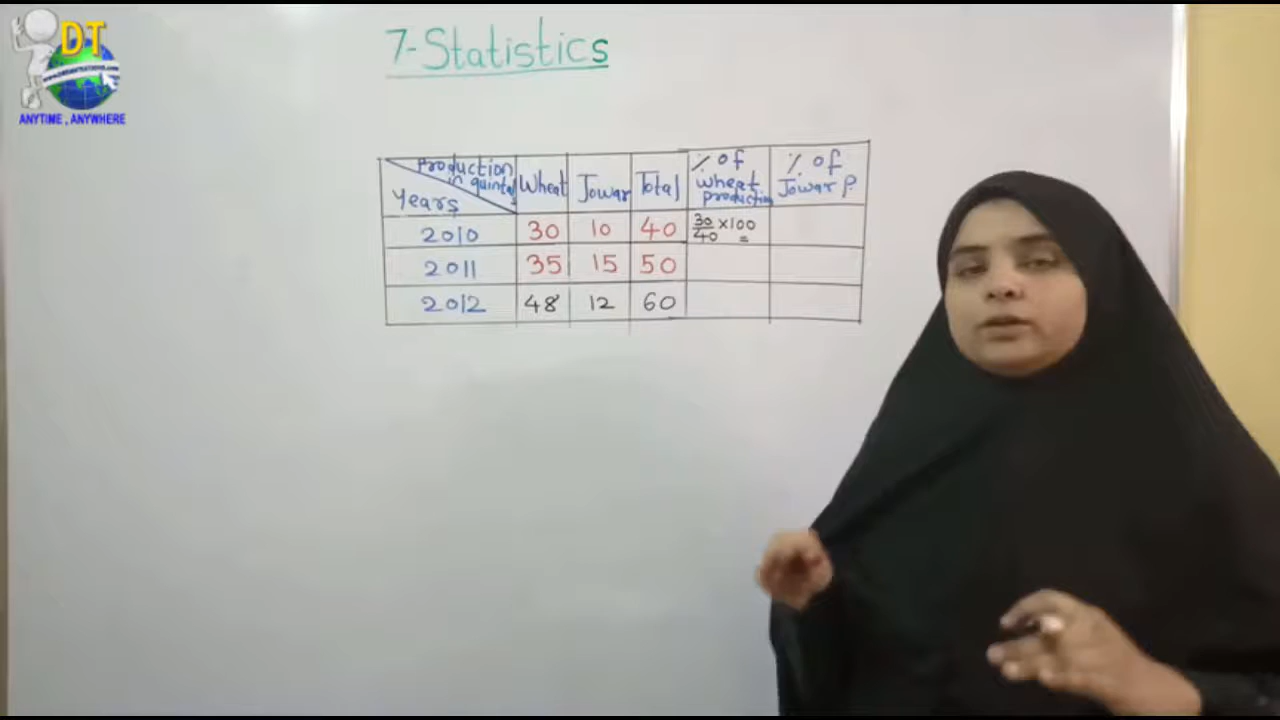 DT
ANYTIME , ANYWHERE
7-Statistics
Production in quintals
Years
Wheat
Jowar
Total
% of wheat production
% of Jowar P
2010 30 10 40 30/40 ×100 =
2011 35 15 50
2012 48 12 60